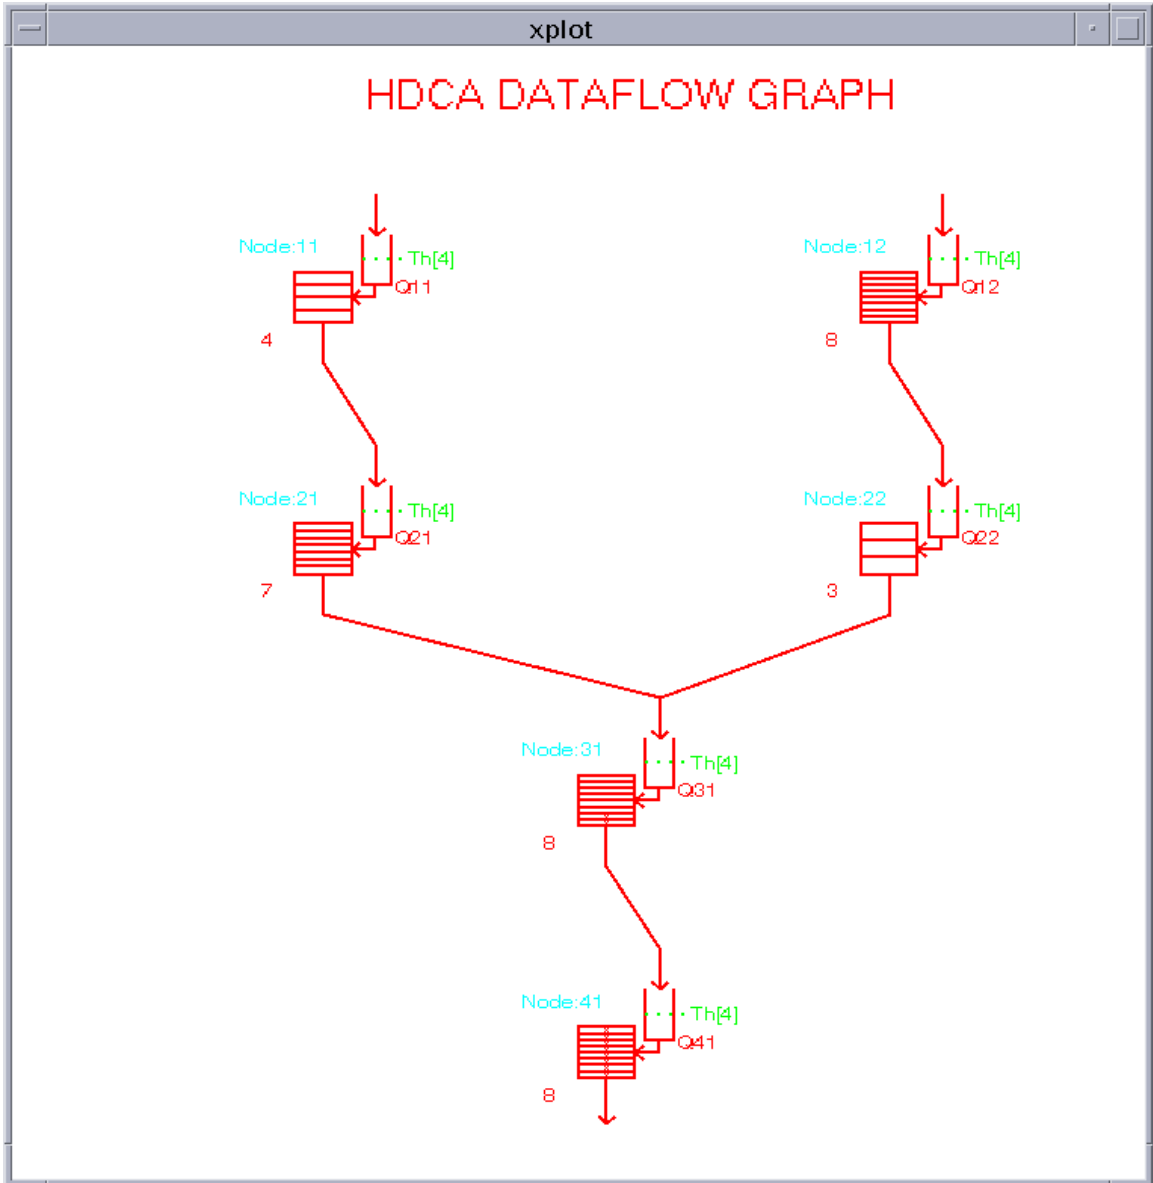 xplot
HDCA DATAFLOW GRAPH
Node:11
Th[4]
Q11
4
Node:12
Th[4]
Q12
8
Node:21
Th[4]
Q21
7
Node:22
Th[4]
Q22
3
Node:31
Th[4]
Q31
8
Node:41
Th[4]
Q41
8